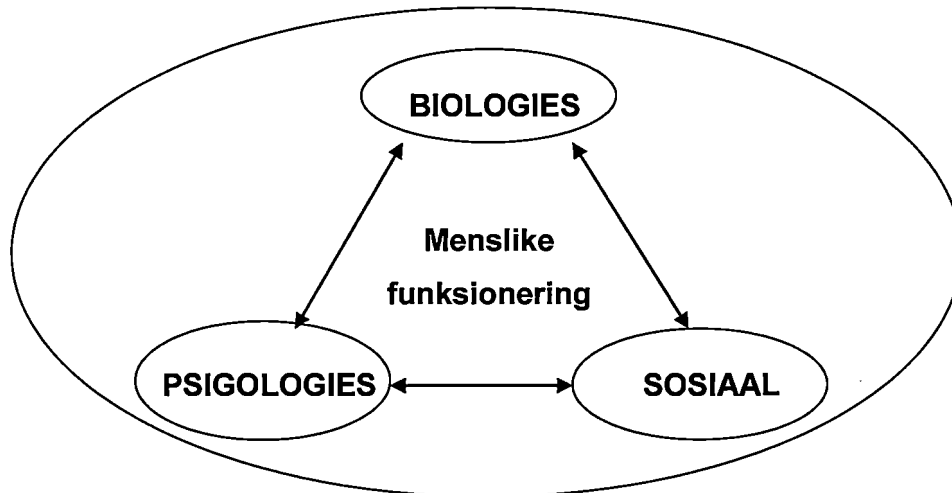 BIOLOGIES
Menslike
funksionering
PSIGOLOGIES
SOSIAAL